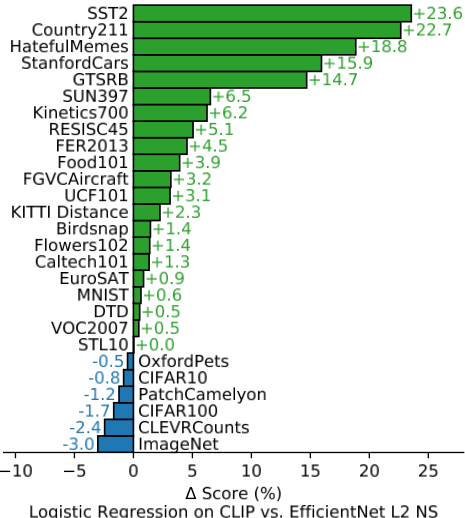 SST2 +23.6
Country211 +22.7
HatefulMemes +18.8
StanfordCars +15.9
GTSRB +14.7
SUN397 +6.5
Kinetics700 +6.2
RESISC45 +5.1
FER2013 +4.5
Food101 +3.9
FGVCAircraft +3.2
UCF101 +3.1
KITTI Distance +2.3
Birdsnap +1.4
Flowers102 +1.4
Caltech101 +1.3
EuroSAT +0.9
MNIST +0.6
DTD +0.5
VOC2007 +0.5
STL10 +0.0
-0.5 OxfordPets
-0.8 CIFAR10
-1.2 PatchCamelyon
-1.7 CIFAR100
-2.4 CLEVRCounts
-3.0 ImageNet
−10 −5 0 5 10 15 20 25
Δ Score (%)
Logistic Regression on CLIP vs. EfficientNet L2 NS